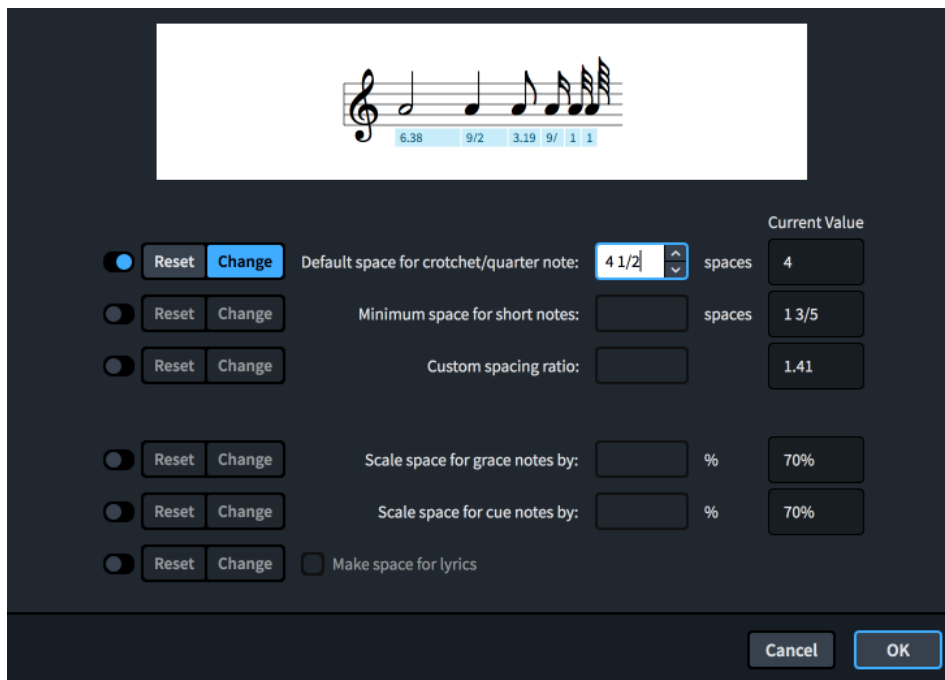 6.38 9/2 3.19 9/ 1 1
Current Value
Reset Change Default space for crotchet/quarter note: 4 1/2 spaces 4
Reset Change Minimum space for short notes: spaces 1 3/5
Reset Change Custom spacing ratio: 1.41
Reset Change Scale space for grace notes by: % 70%
Reset Change Scale space for cue notes by: % 70%
Reset Change Make space for lyrics
Cancel OK